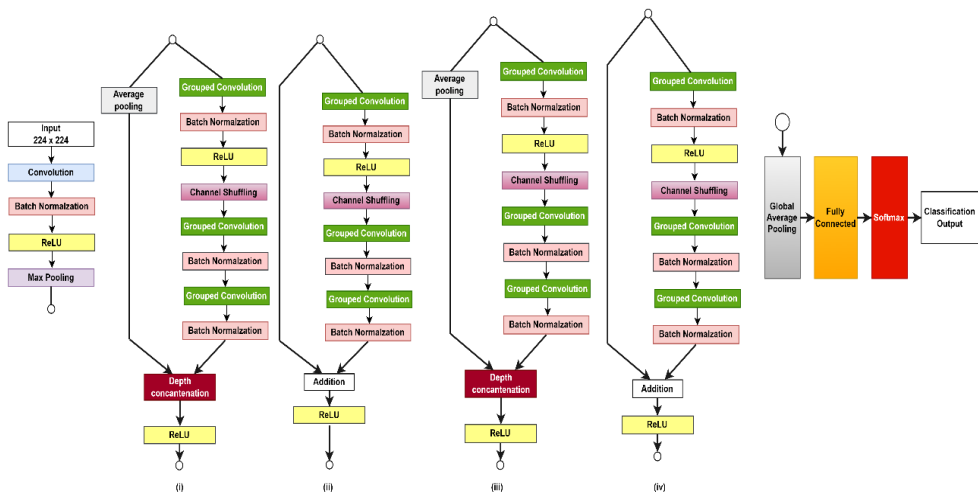 Input
224 x 224
Convolution
Batch Normalzation
ReLU
Max Pooling
Average
pooling
Grouped Convolution
Batch Normalzation
ReLU
Channel Shuffling
Grouped Convolution
Batch Normalzation
Grouped Convolution
Batch Normalzation
Depth
concantenation
ReLU
(i)
Grouped Convolution
Batch Normalzation
ReLU
Channel Shuffling
Grouped Convolution
Batch Normalzation
Grouped Convolution
Batch Normalzation
Addition
ReLU
(ii)
Average
pooling
Grouped Convolution
Batch Normalzation
ReLU
Channel Shuffling
Grouped Convolution
Batch Normalzation
Grouped Convolution
Batch Normalzation
Depth
concantenation
ReLU
(iii)
Grouped Convolution
Batch Normalzation
ReLU
Channel Shuffling
Grouped Convolution
Batch Normalzation
Grouped Convolution
Batch Normalzation
Addition
ReLU
(iv)
Global
Average
Pooling
Fully
Connected
Softmax
Classification
Output